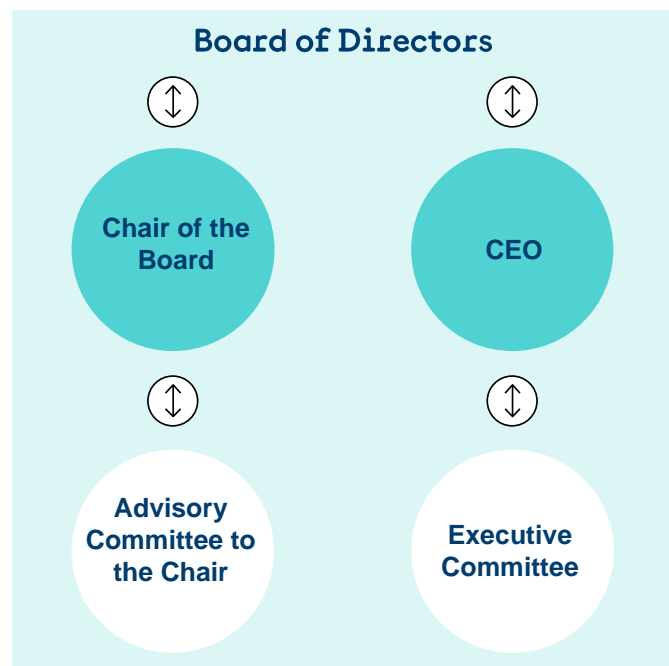 Board of Directors
Chair of the
Board
CEO
Advisory
Committee to
the Chair
Executive
Committee